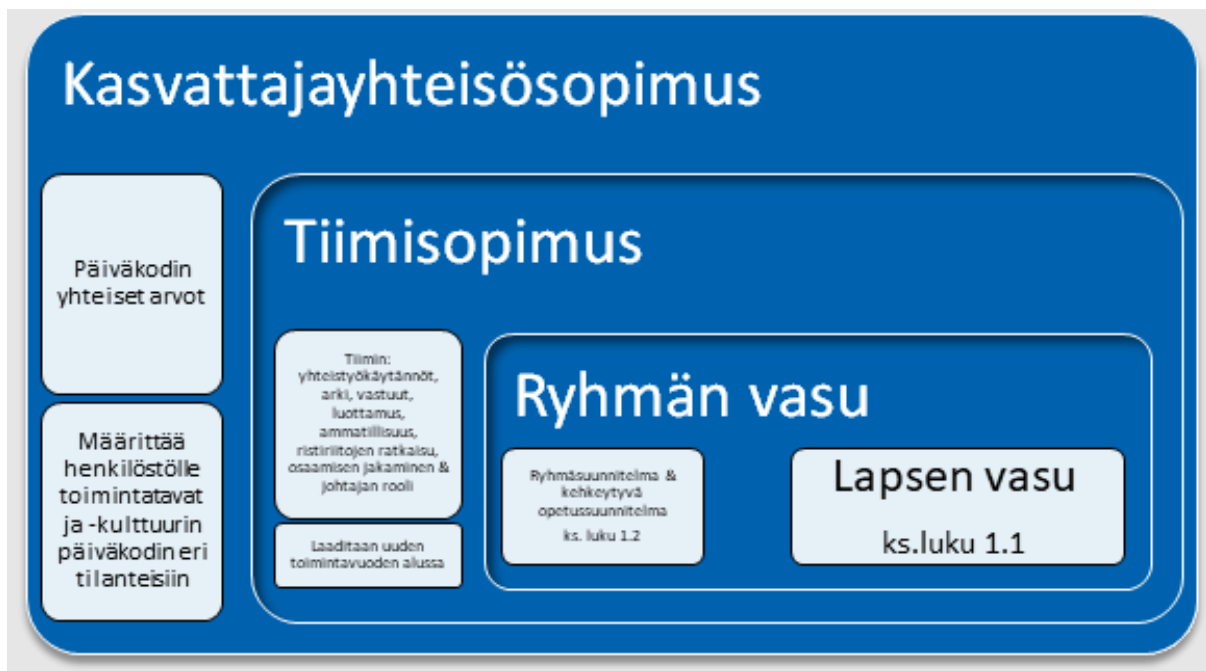 Kasvattajayhteisösopimus
Päiväkodin
yhteiset arvot
Määrittää
henkilöstölle
toimintatavat
ja -kulttuurin
päiväkodin eri
tilanteisiin
Tiimisopimus
Tiimin:
yhteistyökäytännöt,
arki, vastuut,
luottamus,
ammatillisuus,
ristiriitojen ratkaisu,
osaamisen jakaminen &
johtajan rooli
Laaditaan uuden
toimintavuoden alussa
Ryhmän vasu
Ryhmäsuunnitelma &
kehkeytyvä
opetussuunnitelma
ks. luku 1.2
Lapsen vasu
ks.luku 1.1